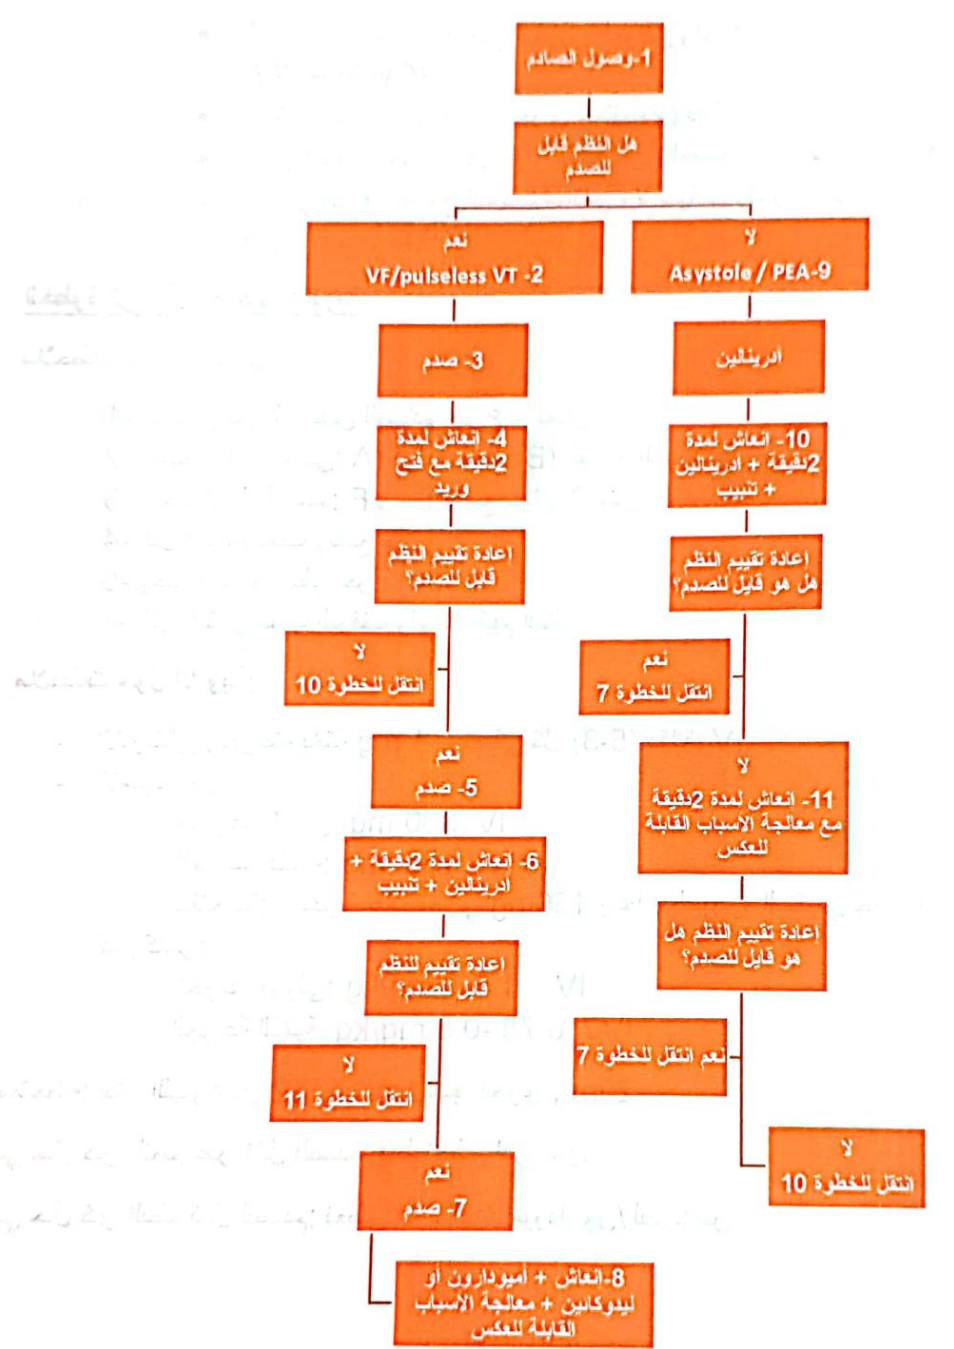 1-وصول الصادم
هل النظم قابل
للصدم
نعم
VF/pulseless VT -2
3- صدم
4- انعاش لمدة
2دقيقة مع فتح
وريد
إعادة تقييم النظم
قابل للصدم؟
لا
انتقل للخطوة 10
نعم
5- صدم
6- إنعاش لمدة 2دقيقة +
أدرينالين + تنبيب
إعادة تقييم للنظم
قابل للصدم؟
لا
انتقل للخطوة 11
نعم
7- صدم
8-انعاش + أميودارون أو
ليدوكائين + معالجة الأسباب
القابلة للعكس
لا
Asystole / PEA-9
أدرينالين
10- انعاش لمدة
2دقيقة + ادرينالين
+ تنبيب
إعادة تقييم النظم
هل هو قابل للصدم؟
نعم
انتقل للخطوة 7
لا
11- انعاش لمدة 2دقيقة
مع معالجة الاسباب القابلة
للعكس
إعادة تقييم النظم هل
هو قابل للصدم؟
نعم انتقل للخطوة 7
لا
انتقل للخطوة 10